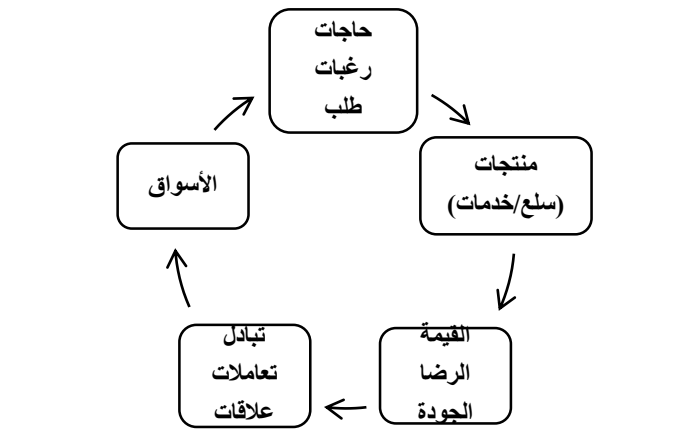 حاجات
رغبات
طلب
منتجات
(سلع/خدمات)
القيمة
الرضا
الجودة
تبادل
تعاملات
علاقات
الأسواق